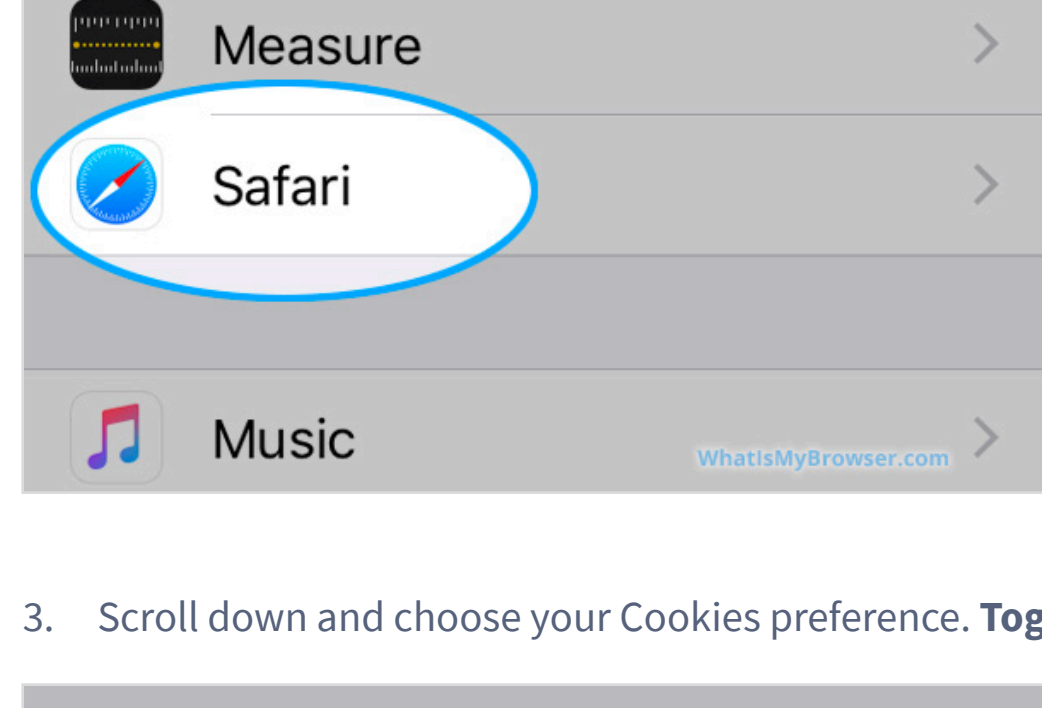 Measure
Safari
Music
WhatIsMyBrowser.com
3. Scroll down and choose your Cookies preference. Tog